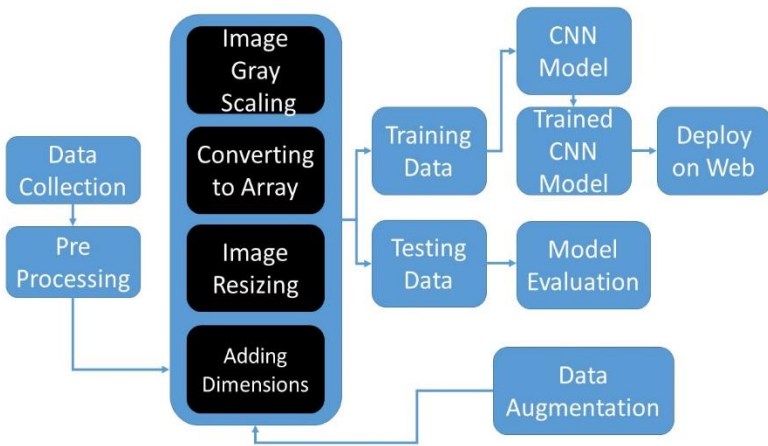 Data
Collection
Pre
Processing
Image
Gray
Scaling
Converting
to Array
Image
Resizing
Adding
Dimensions
Training
Data
Testing
Data
CNN
Model
Trained
CNN
Model
Deploy
on Web
Model
Evaluation
Data
Augmentation